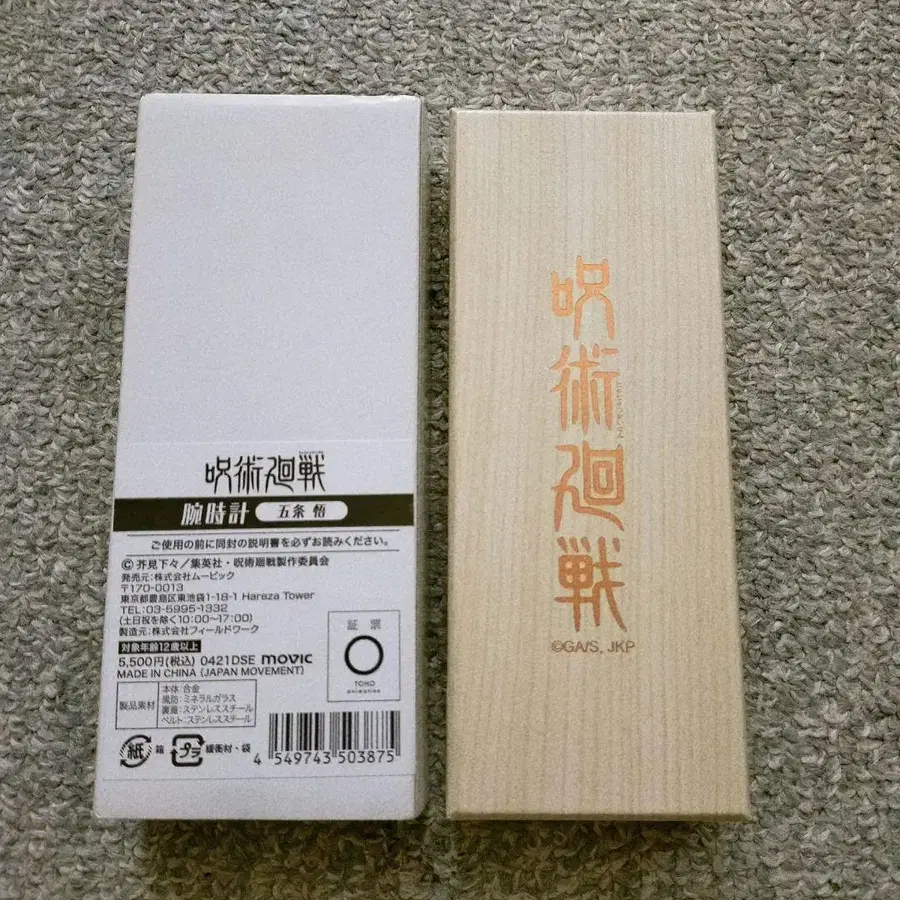 呪術廻戦
腕時計 五条 悟
ご使用の前に同封の説明書を必ずお読みください。
© 芥見下々／集英社・呪術廻戦製作委員会
発売元：株式会社ムービック
〒170-0013
東京都豊島区東池袋1-18-1 Hareza Tower
TEL：03-5995-1332
(土日祝を除く10：00〜17：00)
製造元：株式会社フィールドワーク
対象年齢12歳以上
5,500円(税込) 0421DSE movic
MADE IN CHINA (JAPAN MOVEMENT)
製品素材
本体：合金
風防：ミネラルガラス
裏蓋：ステンレススチール
ベルト：ステンレススチール
証票
TOHO
animation
紙 箱 プラ 緩衝材・袋
4 549743 503875
呪術廻戦
©GA/S, JKP